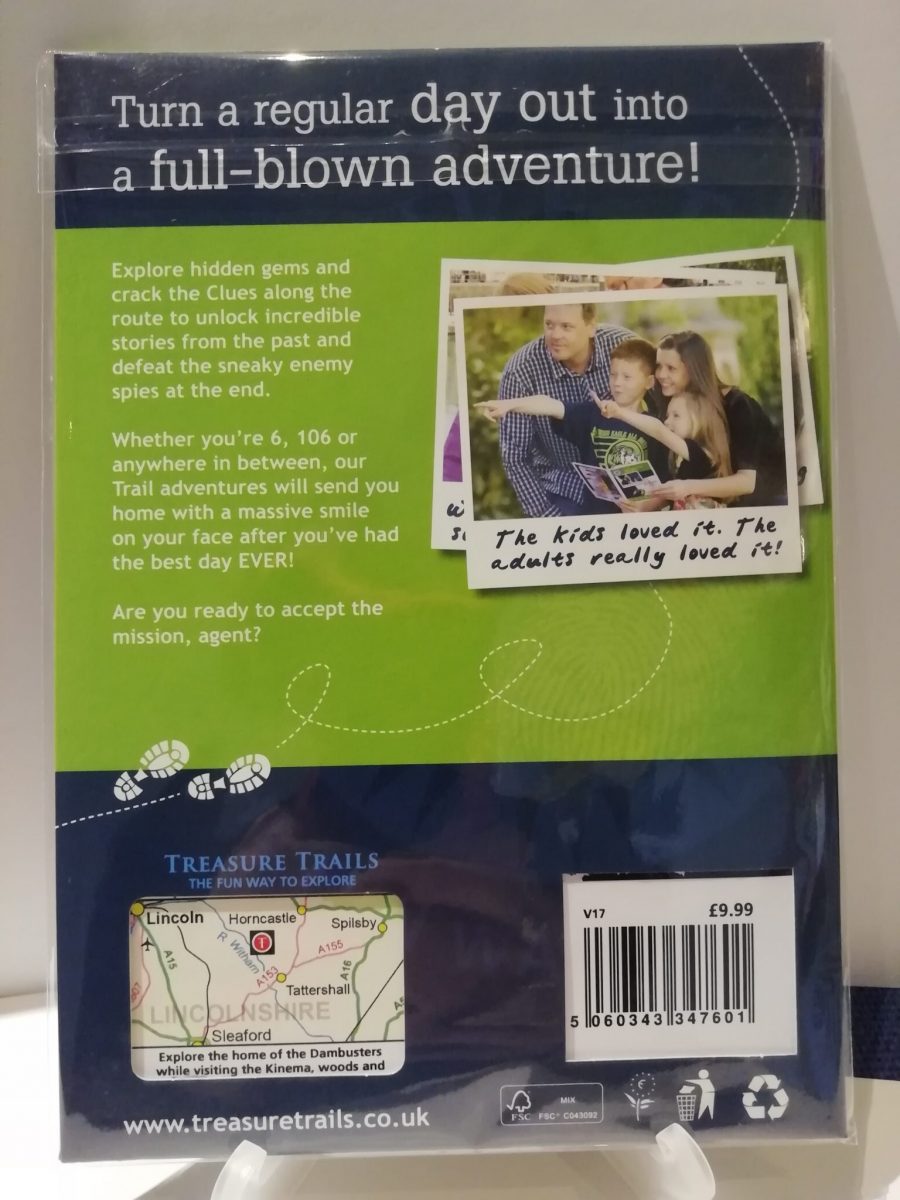 Turn a regular day out into
a full-blown adventure!
Explore hidden gems and
crack the Clues along the
route to unlock incredible
stories from the past and
defeat the sneaky enemy
spies at the end.
Whether you're 6, 106 or
anywhere in between, our
Trail adventures will send you
home with a massive smile
on your face after you've had
the best day EVER!
Are you ready to accept the
mission, agent?
The kids loved it. The
adults really loved it!
TREASURE TRAILS
THE FUN WAY TO EXPLORE
Lincoln
Horncastle
Spilsby
R. Witham
A15
A155
A153
A16
Tattershall
LINCOLNSHIRE
Sleaford
Explore the home of the Dambusters
while visiting the Kinema, woods and
www.treasuretrails.co.uk
V17 £9.99
5 060343 347601
FSC
MIX
FSC® C043092